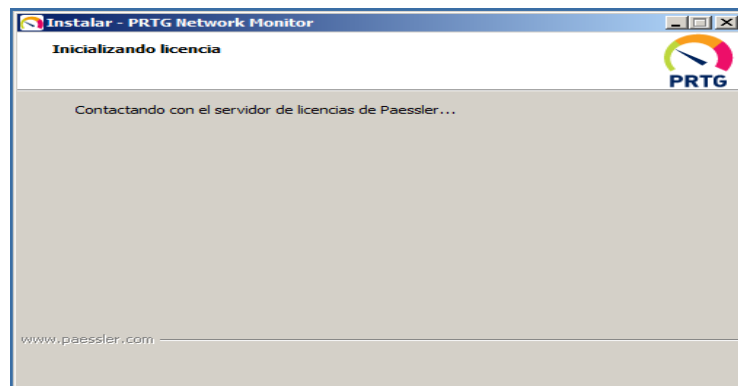 Instalar - PRTG Network Monitor
Inicializando licencia
PRTG
Contactando con el servidor de licencias de Paessler...
www.paessler.com